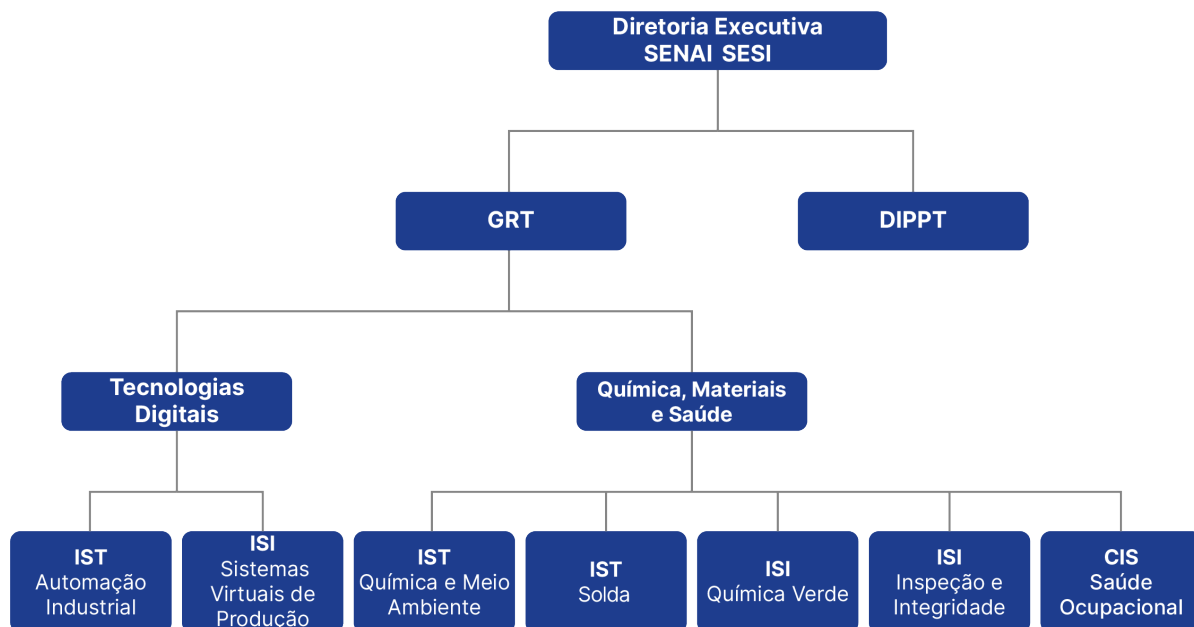 Diretoria Executiva
SENAI SESI
GRT
DIPPT
Tecnologias
Digitais
Química, Materiais
e Saúde
IST
Automação
Industrial
ISI
Sistemas
Virtuais de
Produção
IST
Química e Meio
Ambiente
IST
Solda
ISI
Química Verde
ISI
Inspeção e
Integridade
CIS
Saúde
Ocupacional